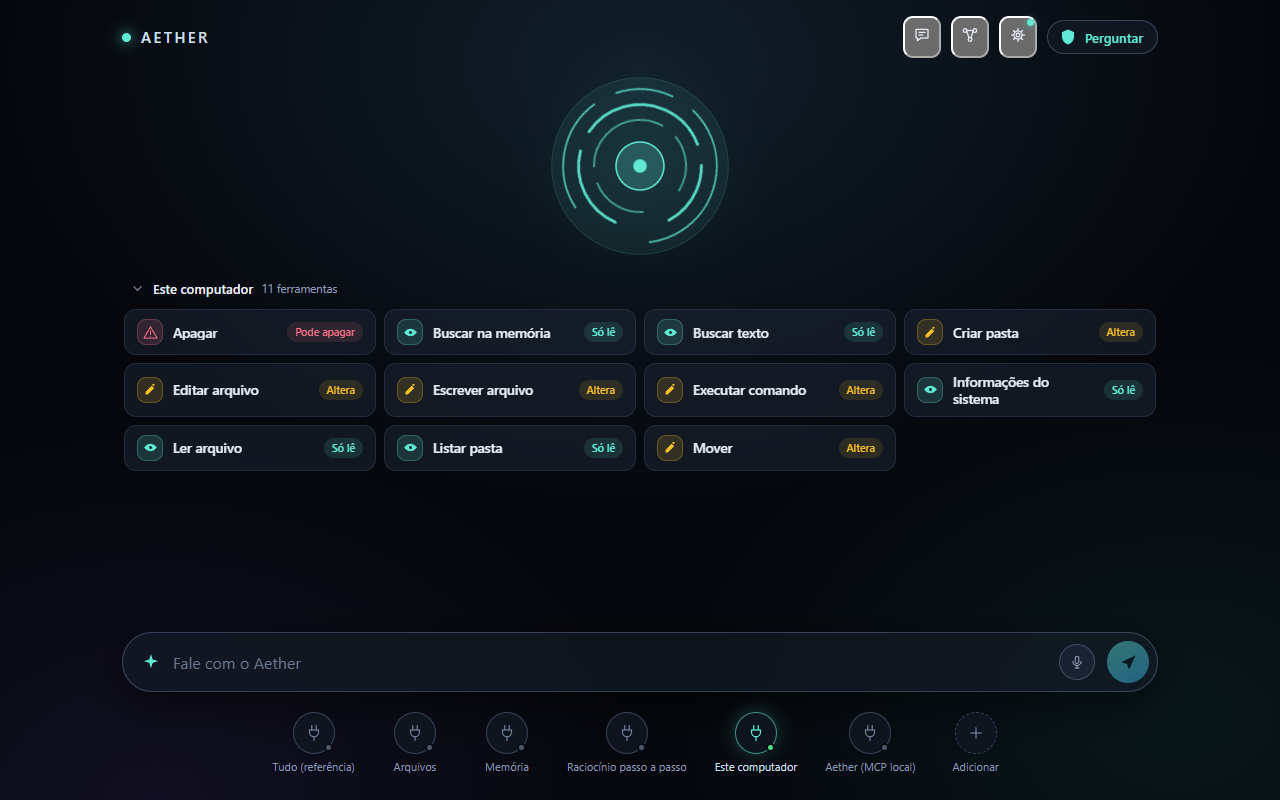 AETHER
Perguntar
Este computador 11 ferramentas
Apagar Pode apagar
Buscar na memória Só lê
Buscar texto Só lê
Criar pasta Altera
Editar arquivo Altera
Escrever arquivo Altera
Executar comando Altera
Informações do
sistema Só lê
Ler arquivo Só lê
Listar pasta Só lê
Mover Altera
Fale com o Aether
Tudo (referência)
Arquivos
Memória
Raciocínio passo a passo
Este computador
Aether (MCP local)
Adicionar